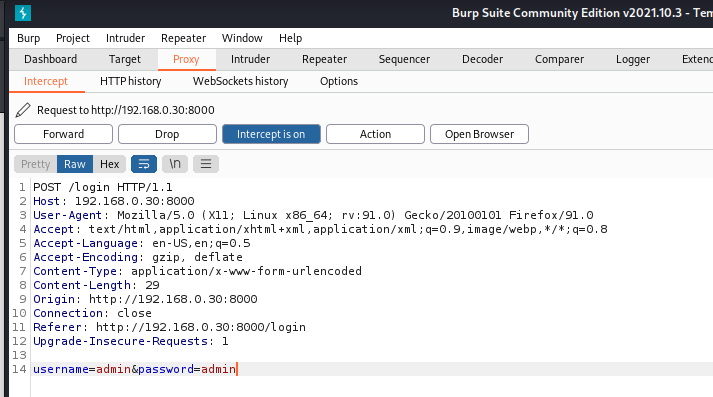 Burp Suite Community Edition v2021.10.3 - Tem
Burp Project Intruder Repeater Window Help
Dashboard Target Proxy Intruder Repeater Sequencer Decoder Comparer Logger Extend
Intercept HTTP history WebSockets history Options
Request to http://192.168.0.30:8000
Forward Drop Intercept is on Action Open Browser
Pretty Raw Hex \n
1 POST /login HTTP/1.1
2 Host: 192.168.0.30:8000
3 User-Agent: Mozilla/5.0 (X11; Linux x86_64; rv:91.0) Gecko/20100101 Firefox/91.0
4 Accept: text/html,application/xhtml+xml,application/xml;q=0.9,image/webp,*/*;q=0.8
5 Accept-Language: en-US,en;q=0.5
6 Accept-Encoding: gzip, deflate
7 Content-Type: application/x-www-form-urlencoded
8 Content-Length: 29
9 Origin: http://192.168.0.30:8000
10 Connection: close
11 Referer: http://192.168.0.30:8000/login
12 Upgrade-Insecure-Requests: 1
13
14 username=admin&password=admin